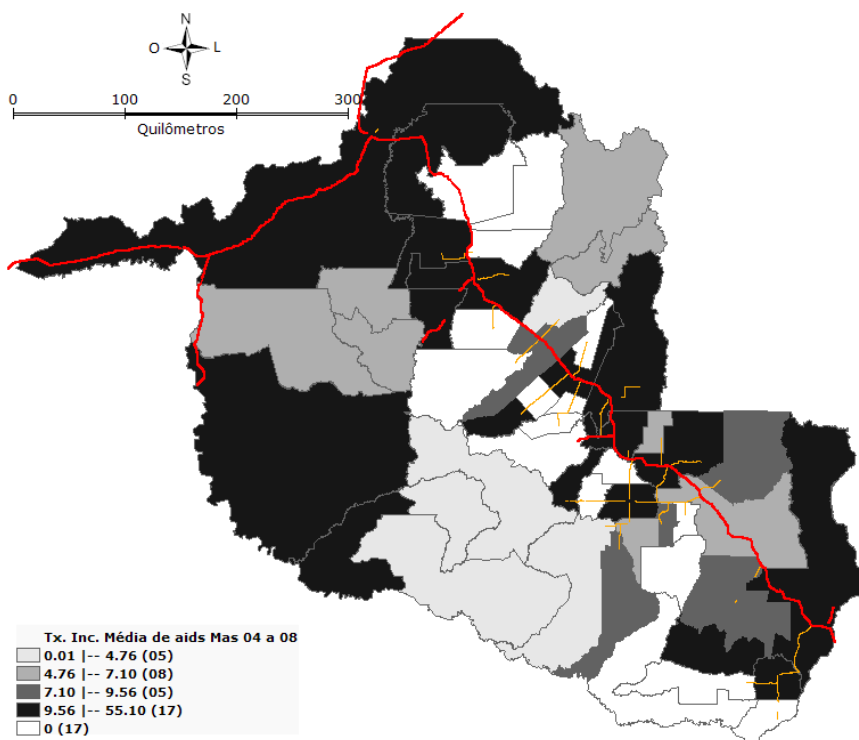 N
O L
S
0 100 200 300
Quilômetros
Tx. Inc. Média de aids Mas 04 a 08
0.01 |-- 4.76 (05)
4.76 |-- 7.10 (08)
7.10 |-- 9.56 (05)
9.56 |-- 55.10 (17)
0 (17)